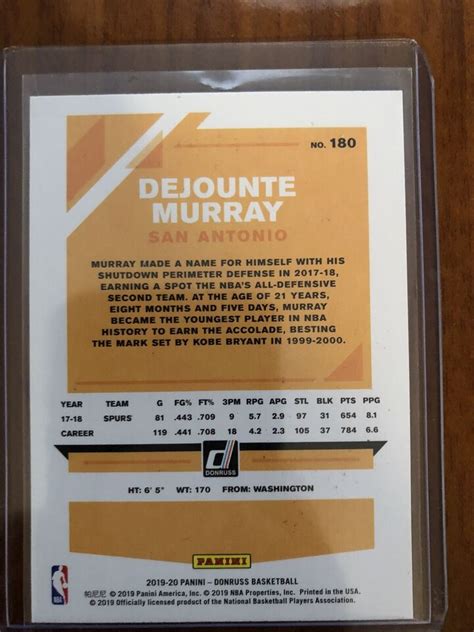 NO. 180
DEJOUNTE
MURRAY
SAN ANTONIO
MURRAY MADE A NAME FOR HIMSELF WITH HIS
SHUTDOWN PERIMETER DEFENSE IN 2017-18,
EARNING A SPOT THE NBA'S ALL-DEFENSIVE
SECOND TEAM. AT THE AGE OF 21 YEARS,
EIGHT MONTHS AND FIVE DAYS, MURRAY
BECAME THE YOUNGEST PLAYER IN NBA
HISTORY TO EARN THE ACCOLADE, BESTING
THE MARK SET BY KOBE BRYANT IN 1999-2000.
YEAR TEAM G FG% FT% 3PM RPG APG STL BLK PTS PPG
17-18 SPURS 81 .443 .709 9 5.7 2.9 97 31 654 8.1
CAREER 119 .441 .708 18 4.2 2.3 105 37 784 6.6
DONRUSS
HT: 6' 5" WT: 170 FROM: WASHINGTON
PANINI
2019-20 PANINI – DONRUSS BASKETBALL
帕尼尼 © 2019 Panini America, Inc. © 2019 NBA Properties, Inc. Printed in the USA.
© 2019 Officially licensed product of the National Basketball Players Association.
NBA